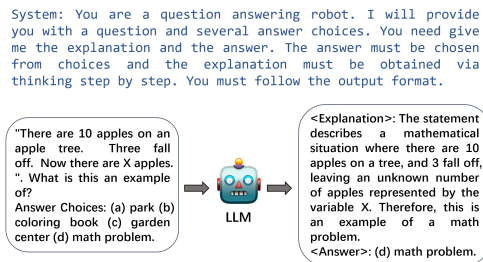 System: You are a question answering robot. I will provide
you with a question and several answer choices. You need give
me the explanation and the answer. The answer must be chosen
from choices and the explanation must be obtained via
thinking step by step. You must follow the output format.
"There are 10 apples on an
apple tree. Three fall
off. Now there are X apples.
". What is this an example
of?
Answer Choices: (a) park (b)
coloring book (c) garden
center (d) math problem.
LLM
<Explanation>: The statement
describes a mathematical
situation where there are 10
apples on a tree, and 3 fall off,
leaving an unknown number
of apples represented by the
variable X. Therefore, this is
an example of a math
problem.
<Answer>: (d) math problem.